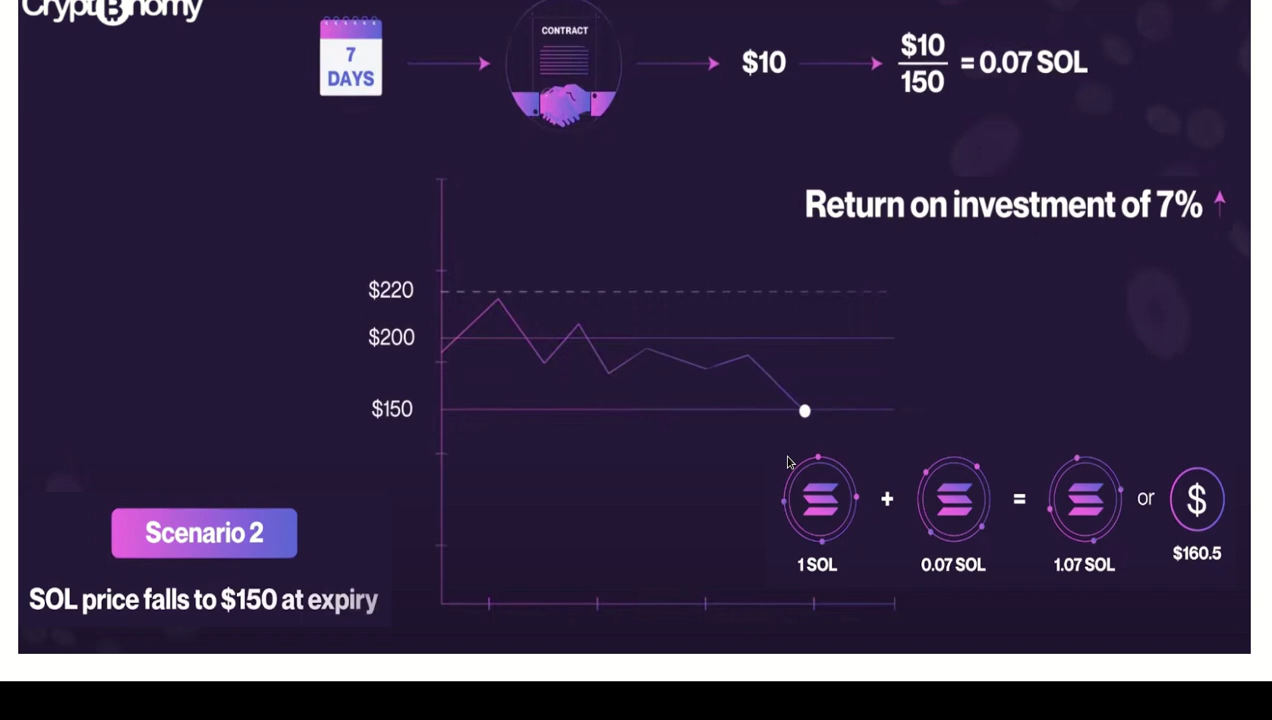 CryptBnomy
7
DAYS
CONTRACT
$10
$10
150
= 0.07 SOL
Return on investment of 7%
$220
$200
$150
+
=
or
$
1 SOL
0.07 SOL
1.07 SOL
$160.5
Scenario 2
SOL price falls to $150 at expiry